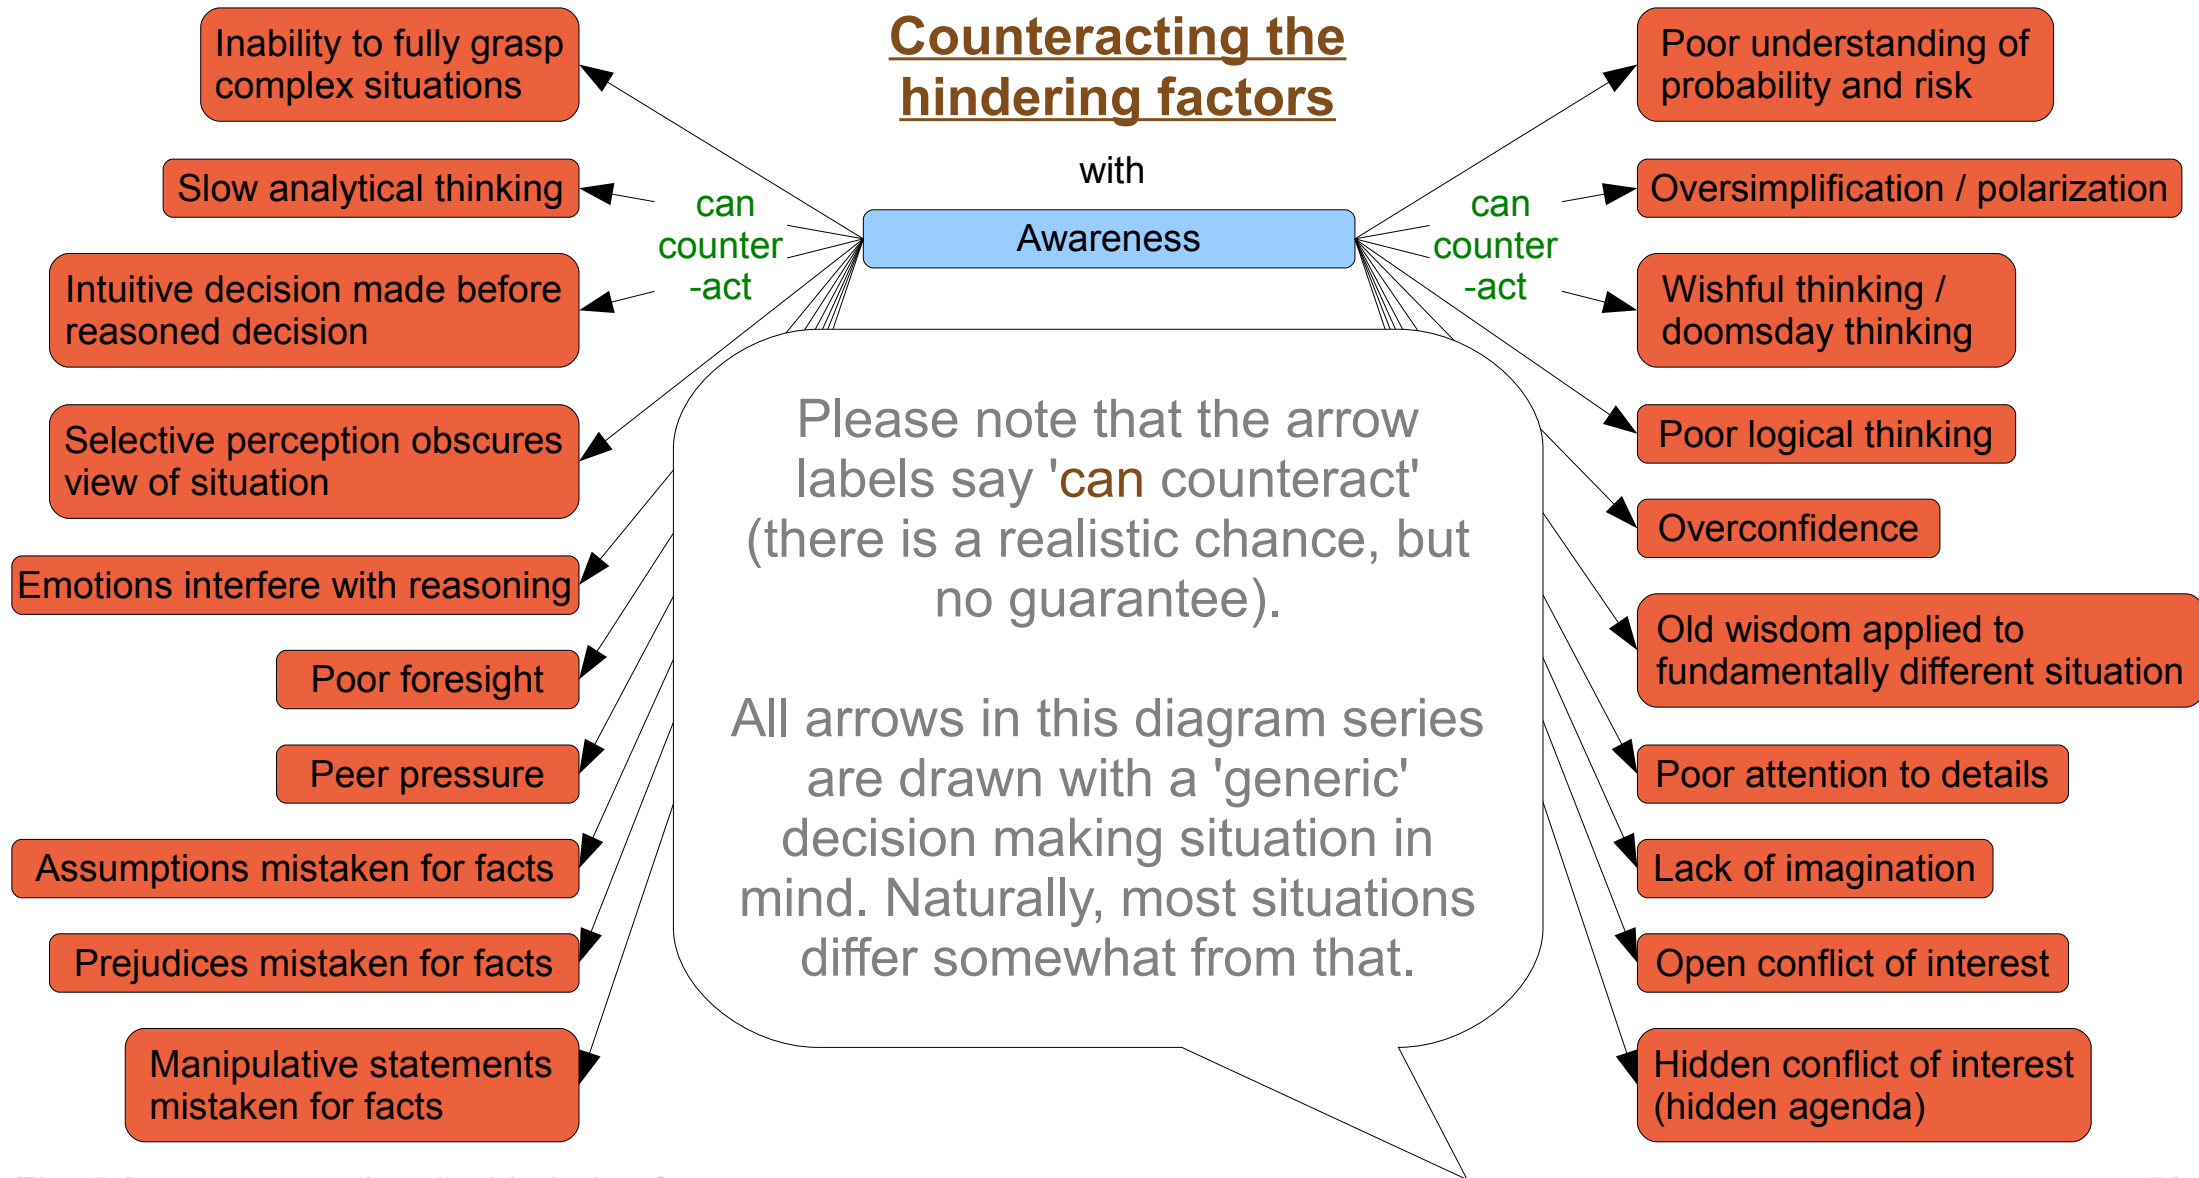 Counteracting the
hindering factors
with
Awareness
can
counter
-act
can
counter
-act
Inability to fully grasp
complex situations
Slow analytical thinking
Intuitive decision made before
reasoned decision
Selective perception obscures
view of situation
Emotions interfere with reasoning
Poor foresight
Peer pressure
Assumptions mistaken for facts
Prejudices mistaken for facts
Manipulative statements
mistaken for facts
Please note that the arrow
labels say 'can counteract'
(there is a realistic chance, but
no guarantee).
All arrows in this diagram series
are drawn with a 'generic'
decision making situation in
mind. Naturally, most situations
differ somewhat from that.
Poor understanding of
probability and risk
Oversimplification / polarization
Wishful thinking /
doomsday thinking
Poor logical thinking
Overconfidence
Old wisdom applied to
fundamentally different situation
Poor attention to details
Lack of imagination
Open conflict of interest
Hidden conflict of interest
(hidden agenda)